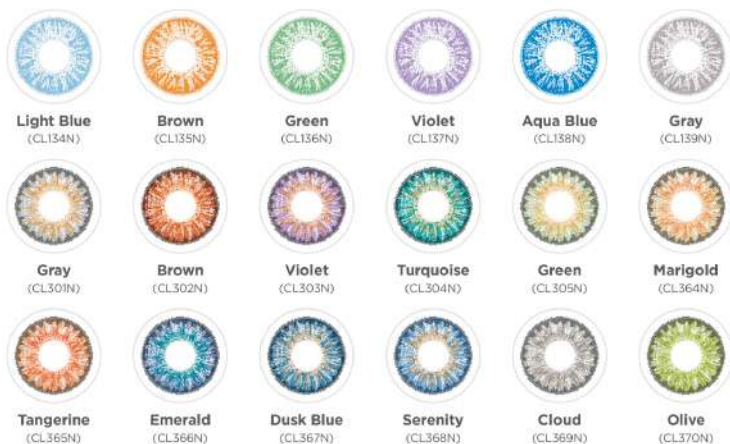 Light Blue
(CL134N)
Brown
(CL135N)
Green
(CL136N)
Violet
(CL137N)
Aqua Blue
(CL138N)
Gray
(CL139N)
Gray
(CL301N)
Brown
(CL302N)
Violet
(CL303N)
Turquoise
(CL304N)
Green
(CL305N)
Marigold
(CL364N)
Tangerine
(CL365N)
Emerald
(CL366N)
Dusk Blue
(CL367N)
Serenity
(CL368N)
Cloud
(CL369N)
Olive
(CL370N)